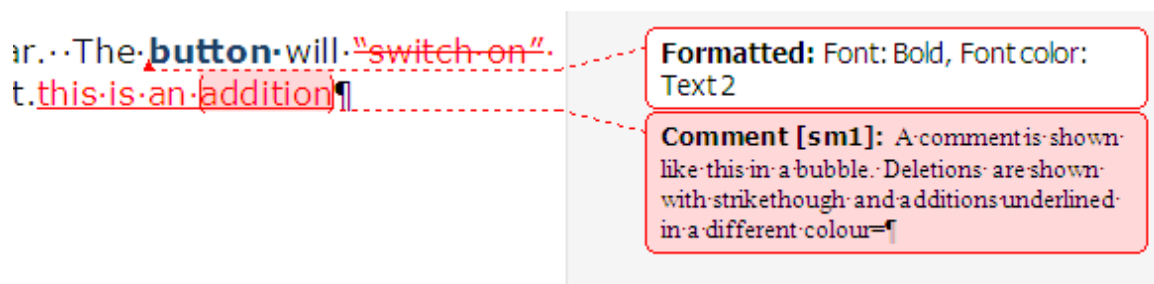 ar. The button will “switch on”
t.this is an addition¶
Formatted: Font: Bold, Font color:
Text 2
Comment [sm1]: A comment is shown
like this in a bubble. Deletions are shown
with strikethough and additions underlined
in a different colour=¶